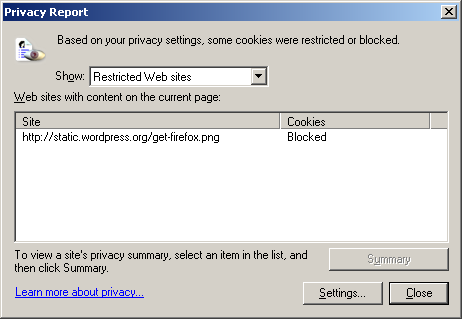 Privacy Report
Based on your privacy settings, some cookies were restricted or blocked.
Show: Restricted Web sites
Web sites with content on the current page:
Site Cookies
http://static.wordpress.org/get-firefox.png Blocked
To view a site's privacy summary, select an item in the list, and
then click Summary.
Summary
Learn more about privacy...
Settings... Close